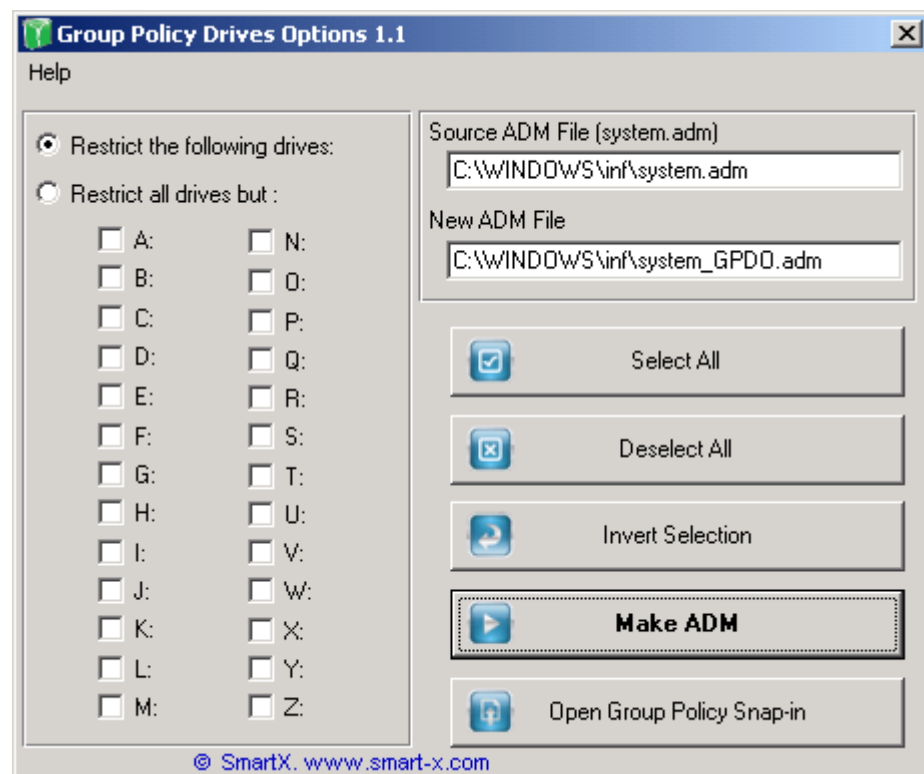 Group Policy Drives Options 1.1
Help
Restrict the following drives:
Restrict all drives but :
A:
B:
C:
D:
E:
F:
G:
H:
I:
J:
K:
L:
M:
N:
O:
P:
Q:
R:
S:
T:
U:
V:
W:
X:
Y:
Z:
Source ADM File (system.adm)
C:\WINDOWS\inf\system.adm
New ADM File
C:\WINDOWS\inf\system_GPDO.adm
Select All
Deselect All
Invert Selection
Make ADM
Open Group Policy Snap-in
© SmartX. www.smart-x.com